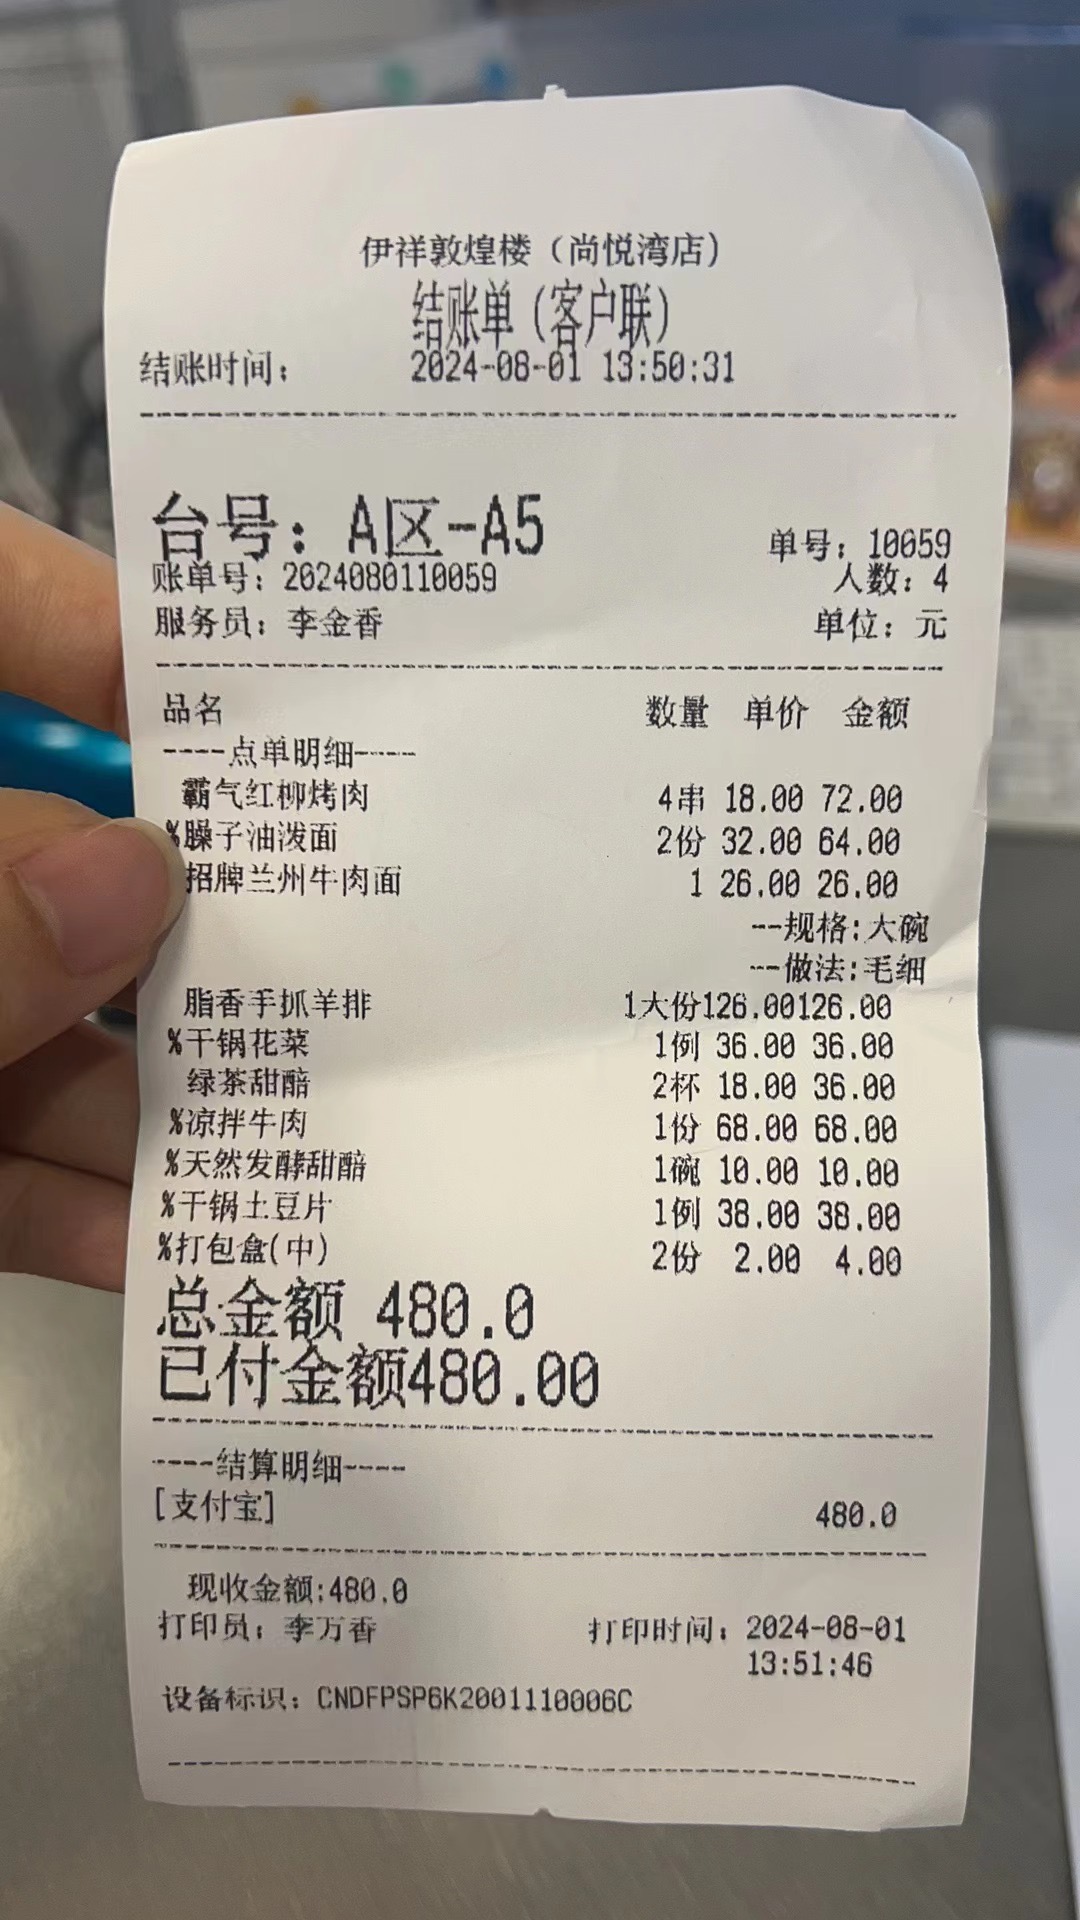 伊祥敦煌楼（尚悦湾店）
结账单（客户联）
结账时间： 2024-08-01 13:50:31
台号：A区-A5
单号：10059
账单号：2024080110059 人数：4
服务员：李金香 单位：元
品名 数量 单价 金额
----点单明细----
霸气红柳烤肉 4串 18.00 72.00
%臊子油泼面 2份 32.00 64.00
招牌兰州牛肉面 1 26.00 26.00
--规格:大碗
--做法:毛细
脂香手抓羊排 1大份126.00126.00
%干锅花菜 1例 36.00 36.00
绿茶甜醅 2杯 18.00 36.00
%凉拌牛肉 1份 68.00 68.00
%天然发酵甜醅 1碗 10.00 10.00
%干锅土豆片 1例 38.00 38.00
%打包盒(中) 2份 2.00 4.00
总金额 480.0
已付金额480.00
----结算明细----
[支付宝] 480.0
现收金额:480.0
打印员：李万香 打印时间：2024-08-01
13:51:46
设备标识：CNDFPSP6K2001110006C